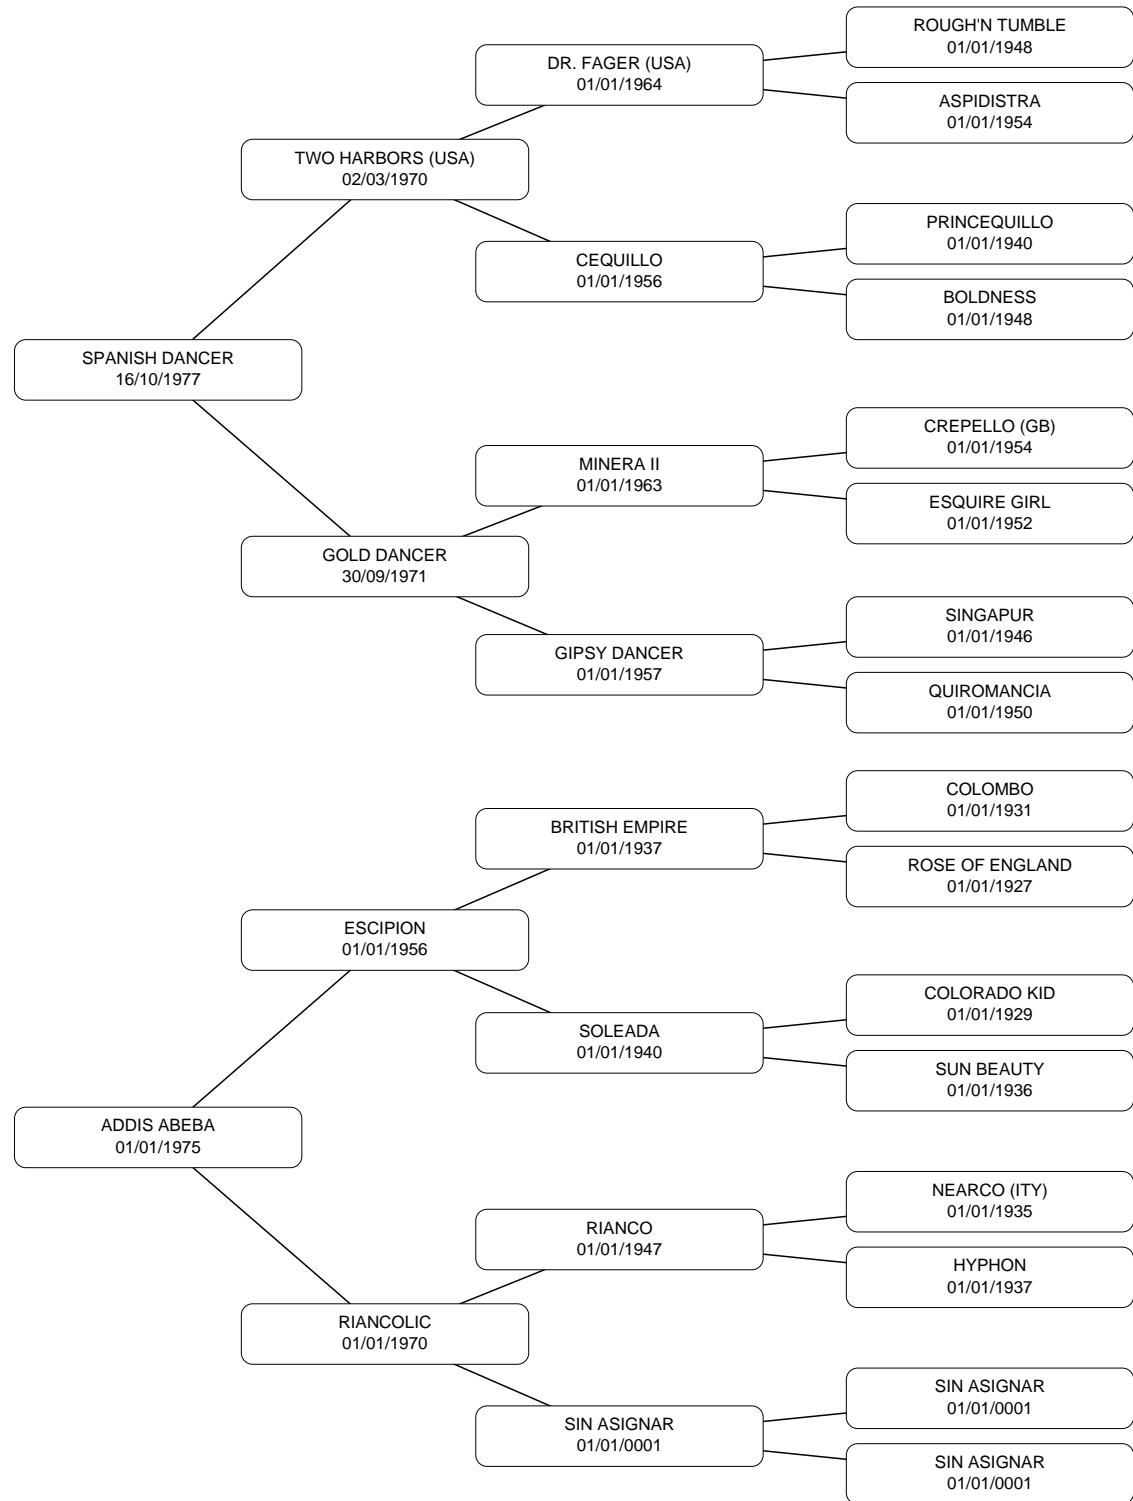 ROUGH'N TUMBLE
01/01/1948
DR. FAGER (USA)
01/01/1964
ASPIDISTRA
01/01/1954
TWO HARBORS (USA)
02/03/1970
PRINCEQUILLO
01/01/1940
CEQUILLO
01/01/1956
BOLDNESS
01/01/1948
SPANISH DANCER
16/10/1977
CREPELLO (GB)
01/01/1954
MINERA II
01/01/1963
ESQUIRE GIRL
01/01/1952
GOLD DANCER
30/09/1971
SINGAPUR
01/01/1946
GIPSY DANCER
01/01/1957
QUIROMANCIA
01/01/1950
COLOMBO
01/01/1931
BRITISH EMPIRE
01/01/1937
ROSE OF ENGLAND
01/01/1927
ESCIPION
01/01/1956
COLORADO KID
01/01/1929
SOLEADA
01/01/1940
SUN BEAUTY
01/01/1936
ADDIS ABEBA
01/01/1975
NEARCO (ITY)
01/01/1935
RIANCO
01/01/1947
HYPHON
01/01/1937
RIANCOLIC
01/01/1970
SIN ASIGNAR
01/01/0001
SIN ASIGNAR
01/01/0001
SIN ASIGNAR
01/01/0001